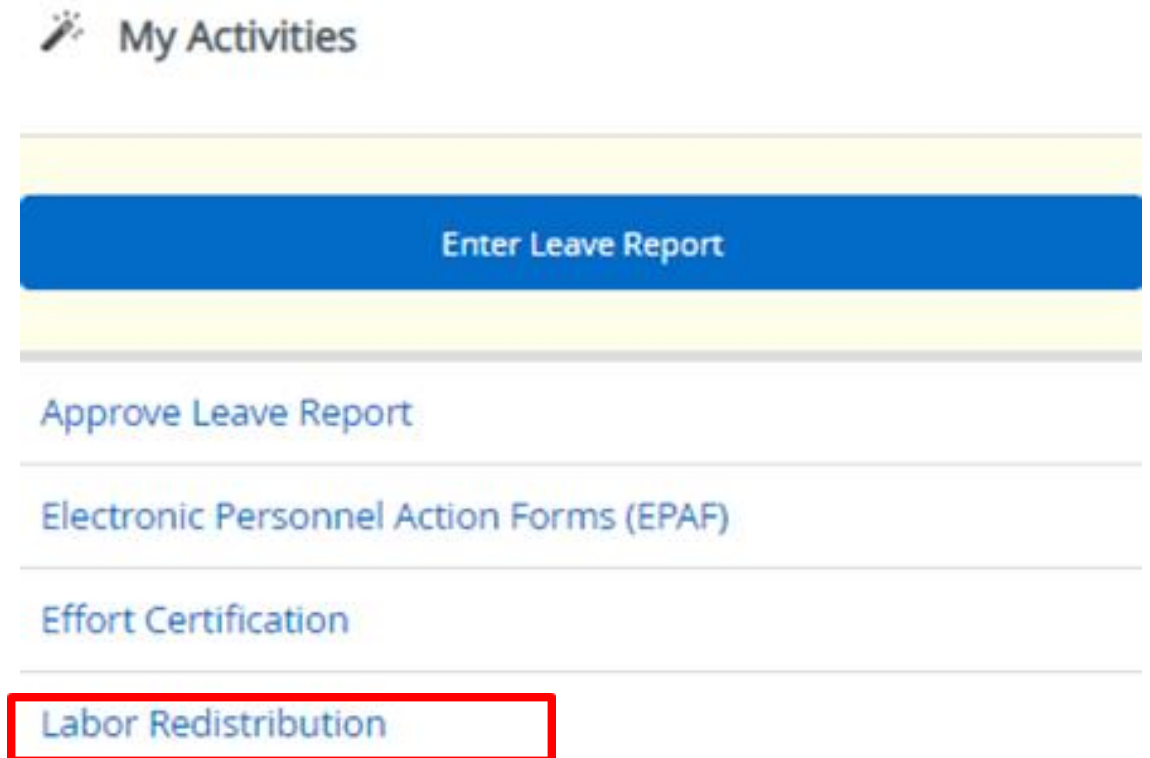 My Activities
Enter Leave Report
Approve Leave Report
Electronic Personnel Action Forms (EPAF)
Effort Certification
Labor Redistribution